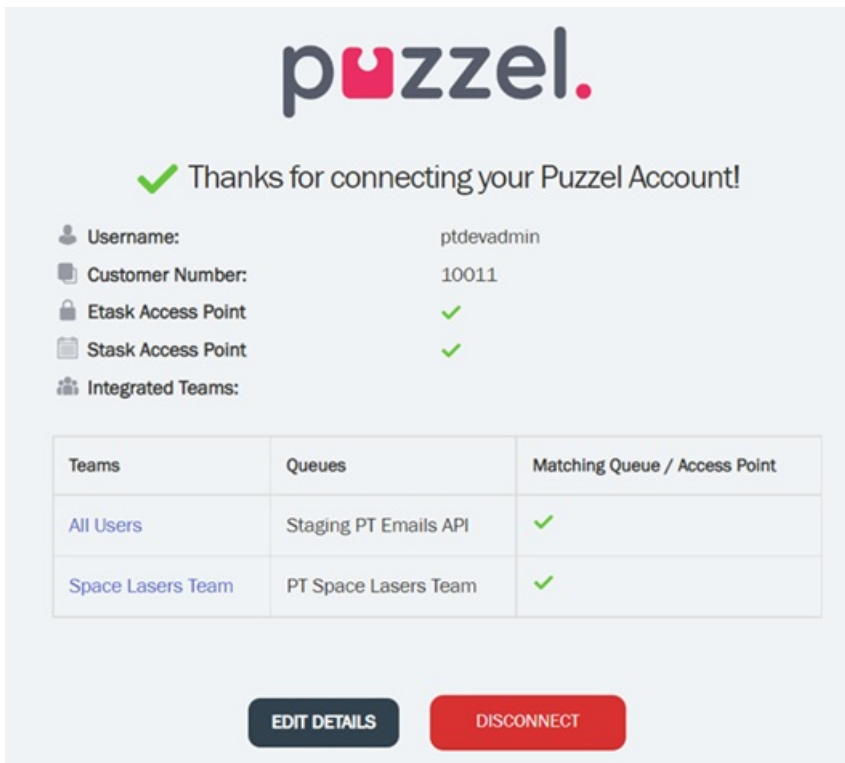 puzzel.
Thanks for connecting your Puzzel Account!
Username: ptdevadmin
Customer Number: 10011
Etask Access Point
Stask Access Point
Integrated Teams:
Teams Queues Matching Queue / Access Point
All Users Staging PT Emails API
Space Lasers Team PT Space Lasers Team
EDIT DETAILS DISCONNECT